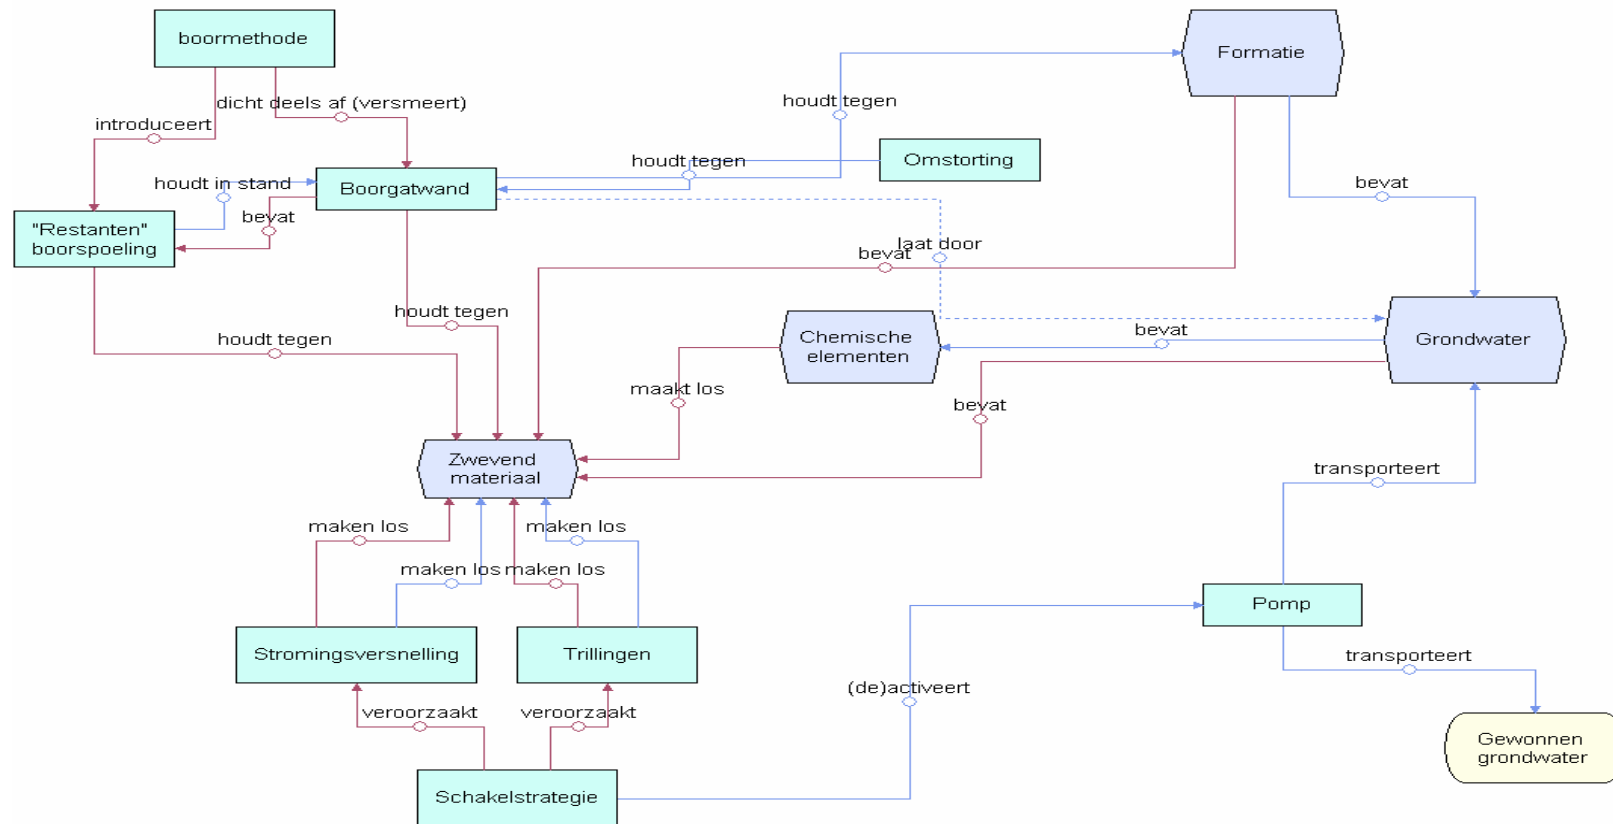 boormethode
Formatie
dicht deels af (versmeert)
houdt tegen
introduceert
houdt tegen
Omstorting
houdt in stand
Boorgatwand
bevat
bevat
"Restanten"
boorspoeling
laat door
bevat
houdt tegen
houdt tegen
Chemische
elementen
bevat
Grondwater
maakt los
bevat
Zwevend
materiaal
transporteert
maken los
maken los
maken los
maken los
Pomp
Stromingsversnelling
Trillingen
transporteert
(de)activeert
veroorzaakt
veroorzaakt
Gewonnen
grondwater
Schakelstrategie